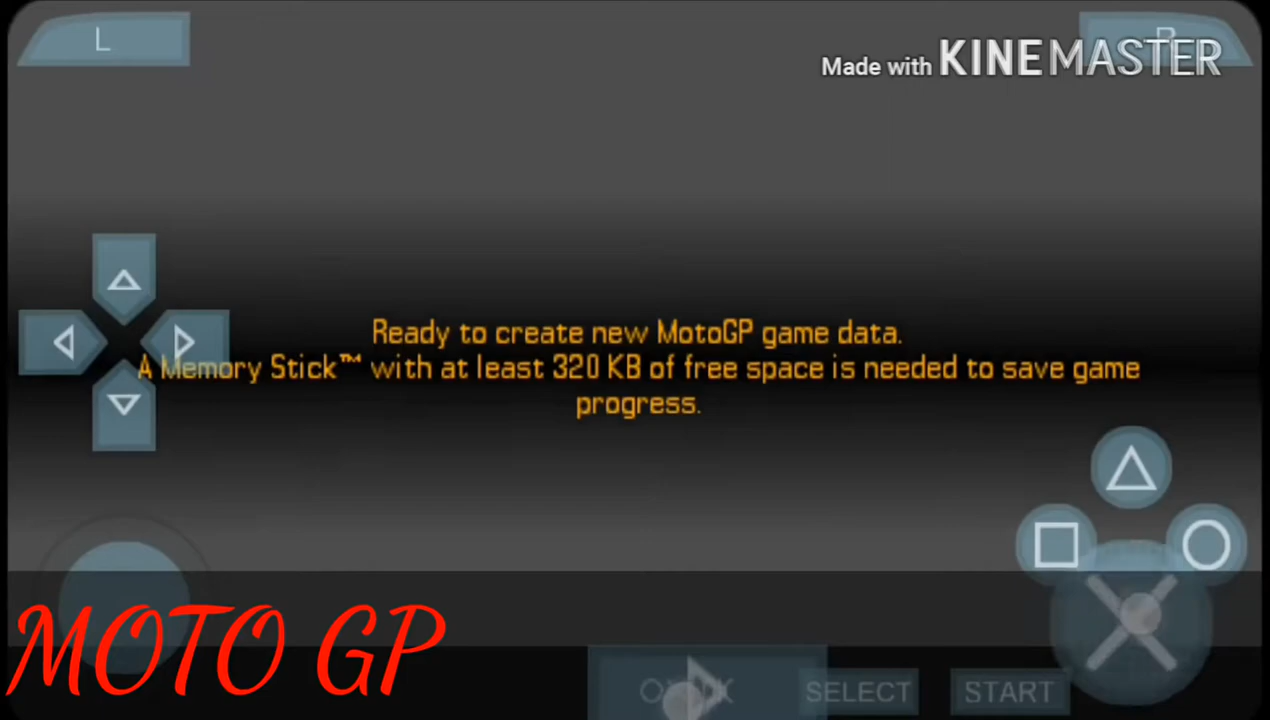 L
R
Made with KINEMASTER
Ready to create new MotoGP game data.
A Memory Stick™ with at least 320 KB of free space is needed to save game
progress.
MOTO GP
SELECT
START